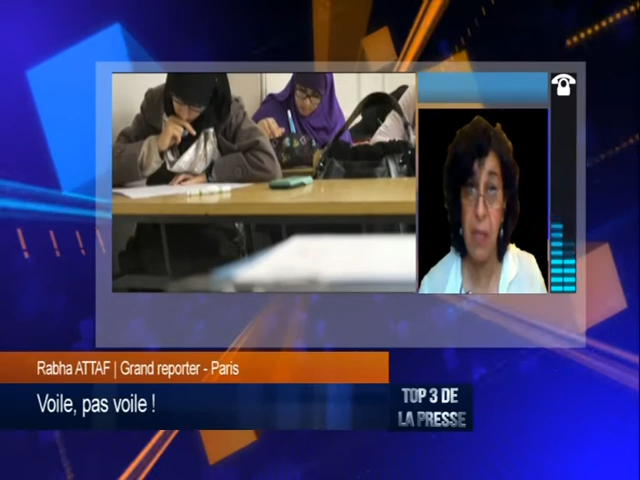 Rabha ATTAF | Grand reporter - Paris
Voile, pas voile !
TOP 3 DE
LA PRESSE